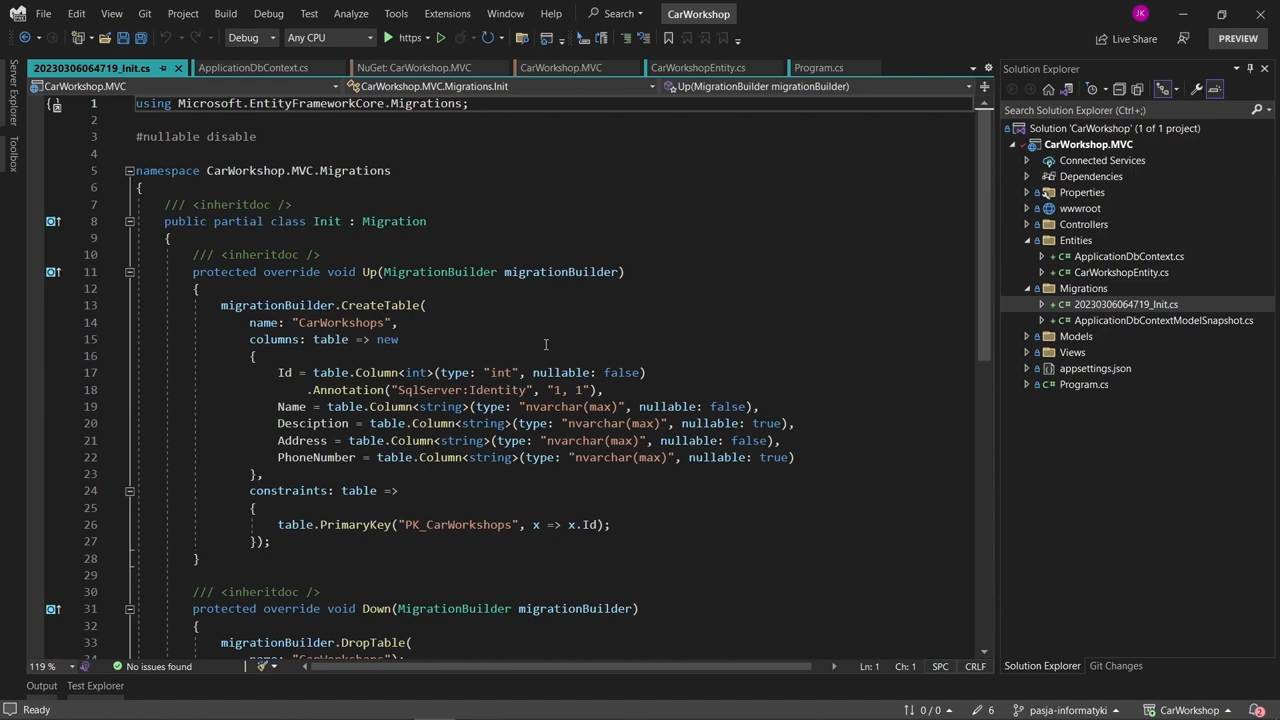 File Edit View Git Project Build Debug Test Analyze Tools Extensions Window Help Search CarWorkshop JK
Debug Any CPU https Live Share PREVIEW
Server Explorer
Toolbox
20230306064719_Init.cs ApplicationDbContext.cs NuGet: CarWorkshop.MVC CarWorkshop.MVC CarWorkshopEntity.cs Program.cs
CarWorkshop.MVC CarWorkshop.MVC.Migrations.Init Up(MigrationBuilder migrationBuilder)
1 using Microsoft.EntityFrameworkCore.Migrations;
2
3 #nullable disable
4
5 namespace CarWorkshop.MVC.Migrations
6 {
7 /// <inheritdoc />
8 public partial class Init : Migration
9 {
10 /// <inheritdoc />
11 protected override void Up(MigrationBuilder migrationBuilder)
12 {
13 migrationBuilder.CreateTable(
14 name: "CarWorkshops",
15 columns: table => new
16 {
17 Id = table.Column<int>(type: "int", nullable: false)
18 .Annotation("SqlServer:Identity", "1, 1"),
19 Name = table.Column<string>(type: "nvarchar(max)", nullable: false),
20 Desciption = table.Column<string>(type: "nvarchar(max)", nullable: true),
21 Address = table.Column<string>(type: "nvarchar(max)", nullable: false),
22 PhoneNumber = table.Column<string>(type: "nvarchar(max)", nullable: true)
23 },
24 constraints: table =>
25 {
26 table.PrimaryKey("PK_CarWorkshops", x => x.Id);
27 });
28 }
29
30 /// <inheritdoc />
31 protected override void Down(MigrationBuilder migrationBuilder)
32 {
33 migrationBuilder.DropTable(
34 name: "CarWorkshops");
119 % No issues found Ln: 1 Ch: 1 SPC CRLF
Output Test Explorer
Solution Explorer
Search Solution Explorer (Ctrl+;)
Solution 'CarWorkshop' (1 of 1 project)
CarWorkshop.MVC
Connected Services
Dependencies
Properties
wwwroot
Controllers
Entities
ApplicationDbContext.cs
CarWorkshopEntity.cs
Migrations
20230306064719_Init.cs
ApplicationDbContextModelSnapshot.cs
Models
Views
appsettings.json
Program.cs
Solution Explorer Git Changes
Ready 0 / 0 6 pasja-informatyki CarWorkshop 2